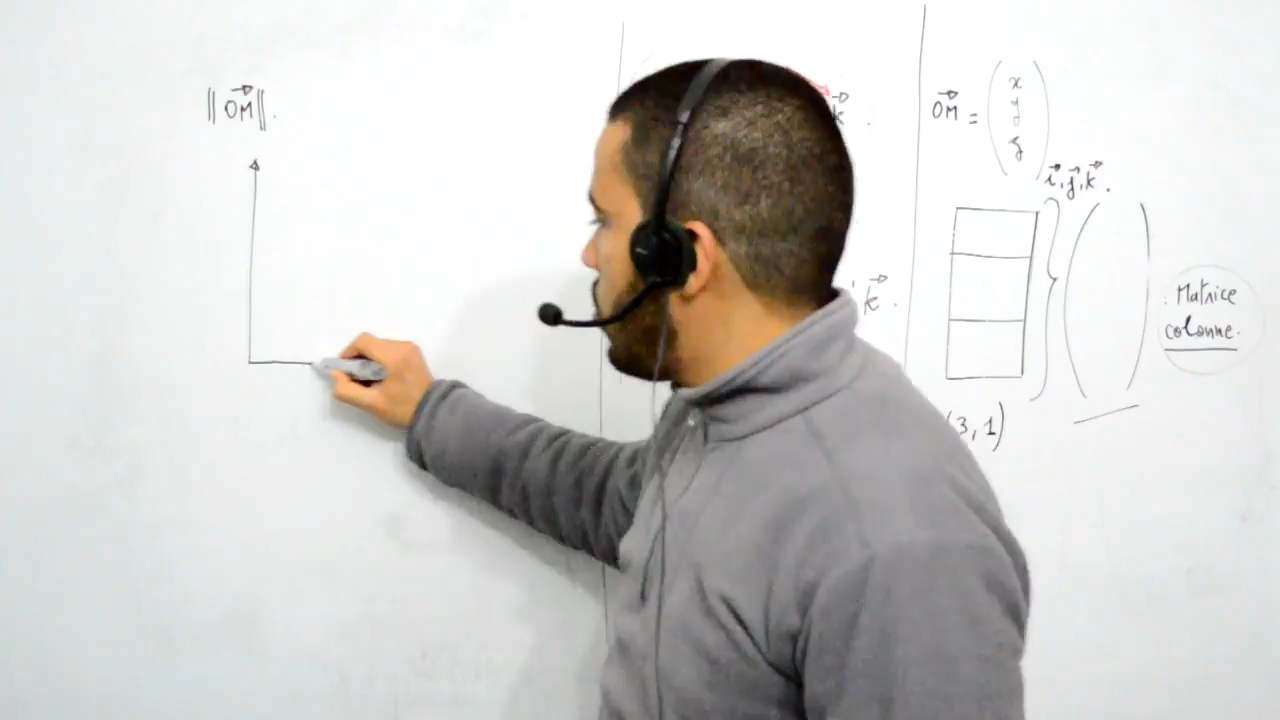 ‖OM⃗‖.
k⃗ .
k⃗ .
OM⃗ = ( x
y
z )
i⃗, j⃗, k⃗.
: Matrice
colonne.
(3, 1)